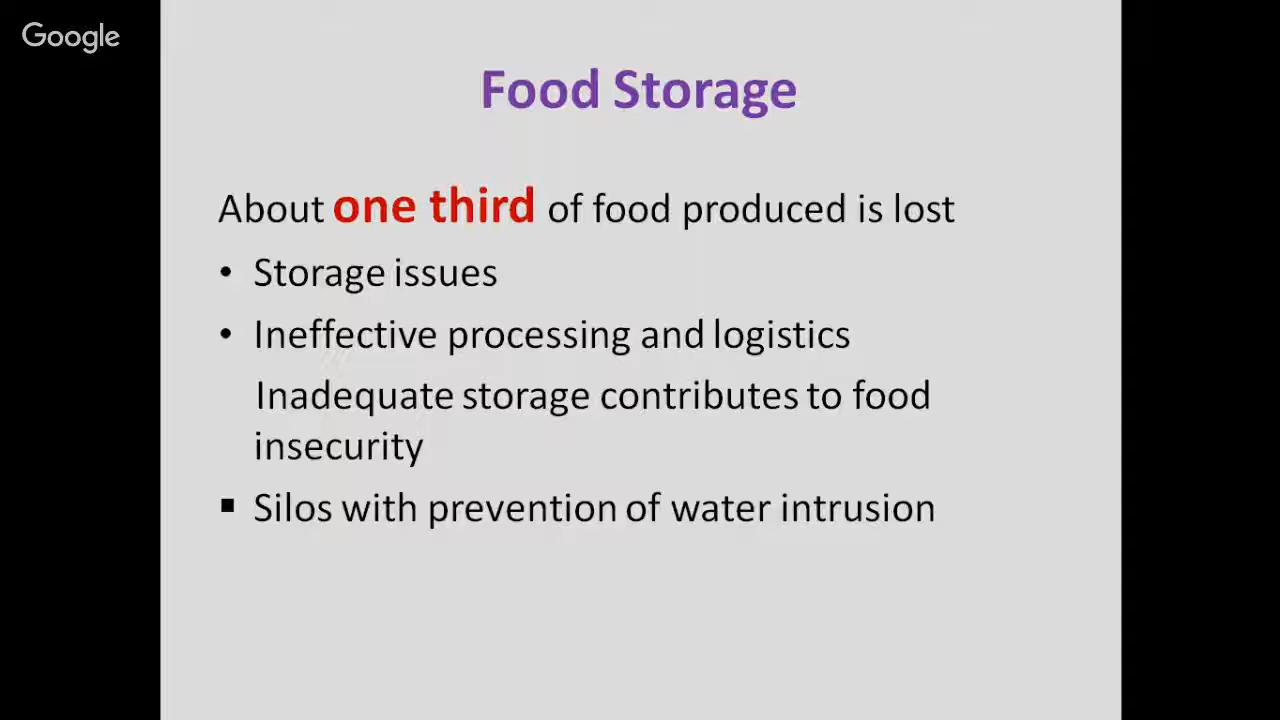 Google
Food Storage
About one third of food produced is lost
• Storage issues
• Ineffective processing and logistics
Inadequate storage contributes to food
insecurity
▪ Silos with prevention of water intrusion